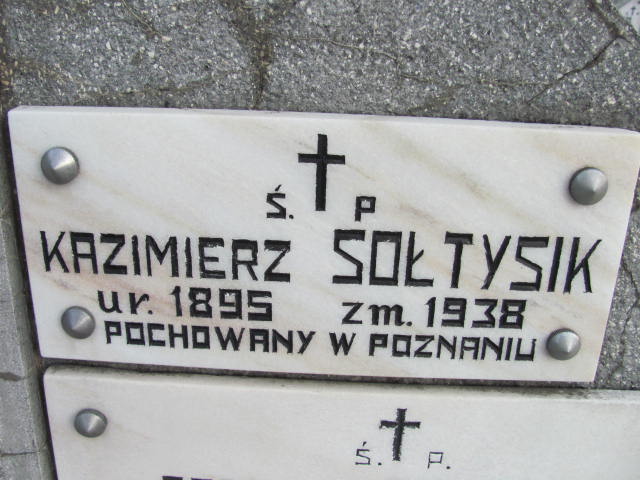 Ś. P
KAZIMIERZ SOŁTYSIK
ur. 1895 zm. 1938
POCHOWANY W POZNANIU
Ś. P.